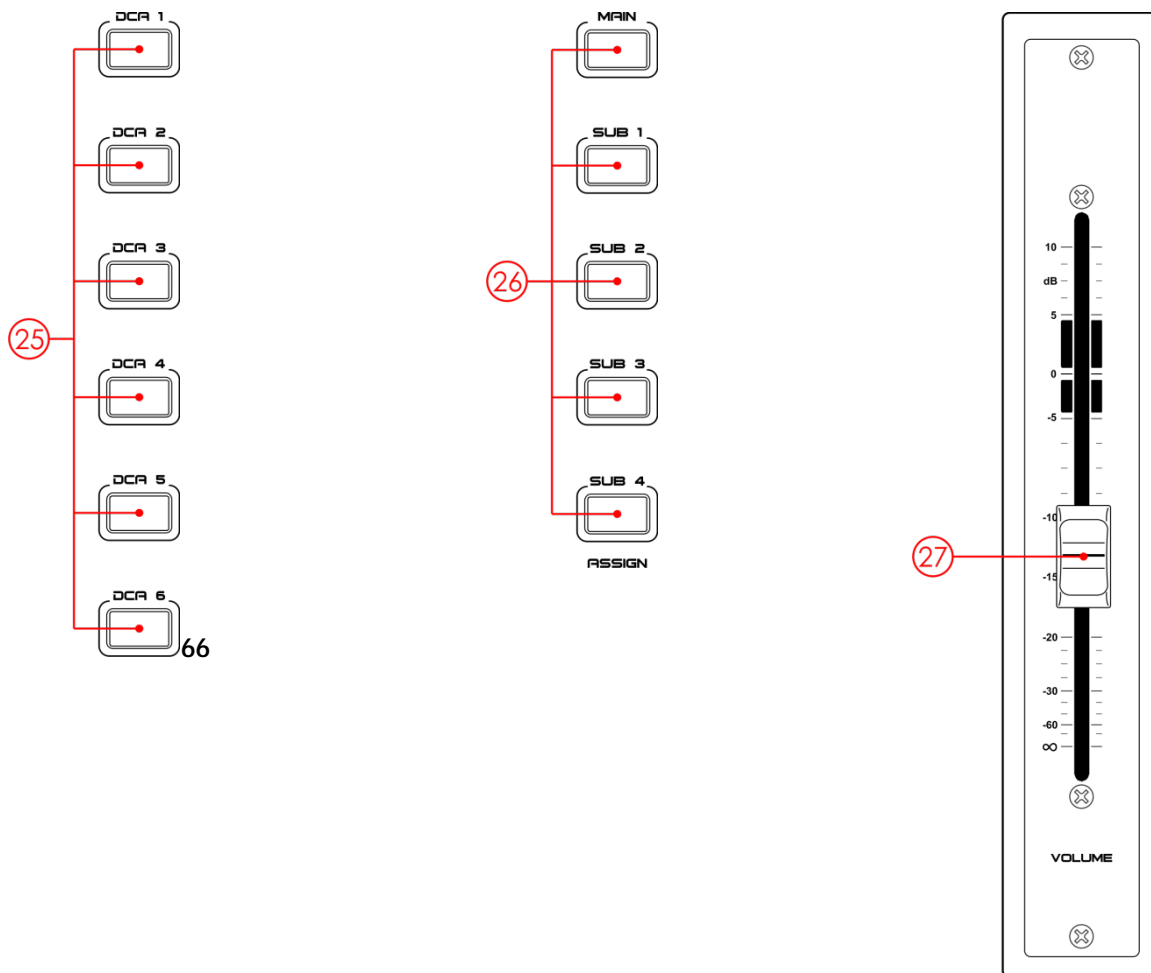 DCA 1
DCA 2
DCA 3
25
DCA 4
DCA 5
DCA 6
66
MAIN
SUB 1
SUB 2
26
SUB 3
SUB 4
ASSIGN
10
dB
5
0
-5
-10
27
-15
-20
-30
-60
∞
VOLUME